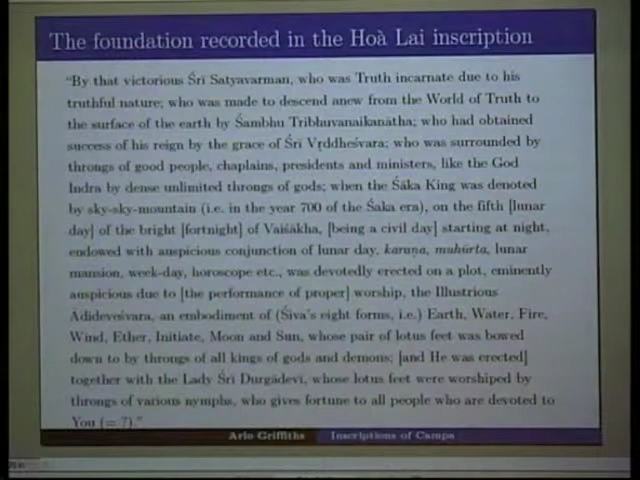 The foundation recorded in the Hoà Lai inscription
“By that victorious Śrī Satyavarman, who was Truth incarnate due to his
truthful nature; who was made to descend anew from the World of Truth to
the surface of the earth by Śambhu Tribhuvanaikanātha; who had obtained
success of his reign by the grace of Śrī Vṛddheśvara; who was surrounded by
throngs of good people, chaplains, presidents and ministers, like the God
Indra by dense unlimited throngs of gods; when the Śāka King was denoted
by sky-sky-mountain (i.e. in the year 700 of the Śaka era), on the fifth [lunar
day] of the bright [fortnight] of Vaiśākha, [being a civil day] starting at night,
endowed with auspicious conjunction of lunar day, karaṇa, muhūrta, lunar
mansion, week-day, horoscope etc., was devotedly erected on a plot, eminently
auspicious due to [the performance of proper] worship, the Illustrious
Ādideveśvara, an embodiment of (Śiva's eight forms, i.e.) Earth, Water, Fire,
Wind, Ether, Initiate, Moon and Sun, whose pair of lotus feet was bowed
down to by throngs of all kings of gods and demons; [and He was erected]
together with the Lady Śrī Durgādevī, whose lotus feet were worshiped by
throngs of various nymphs, who gives fortune to all people who are devoted to
You (= ?).”
Arlo Griffiths Inscriptions of Campa